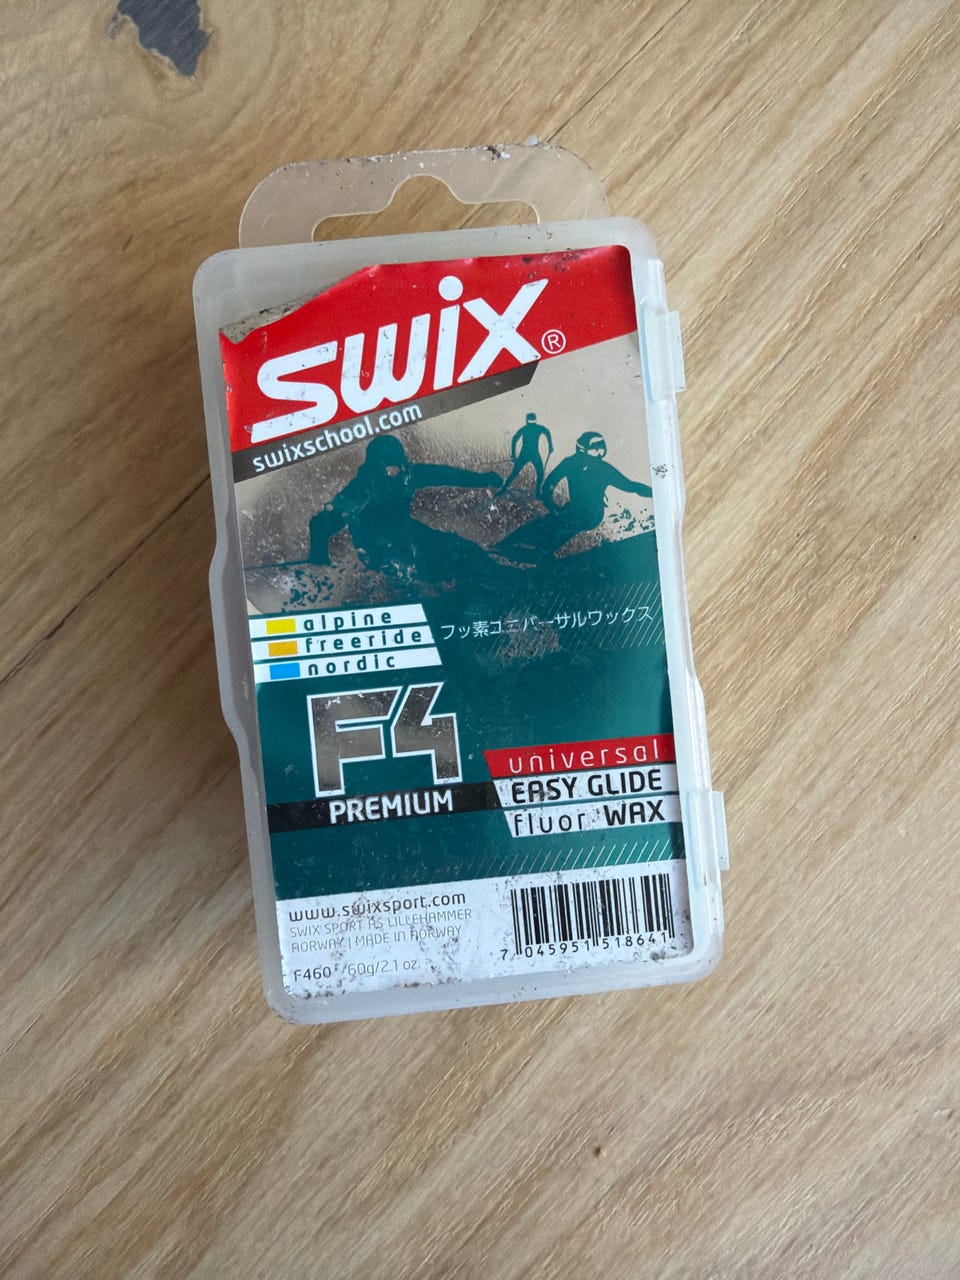 swix®
swixschool.com
alpine
freeride
nordic
フッ素ユニバーサルワックス
F4
PREMIUM
universal
EASY GLIDE
fluor WAX
www.swixsport.com
SWIX SPORT AS LILLEHAMMER
NORWAY | MADE IN NORWAY
F460 60g/2.1 oz.
7 045951 518641